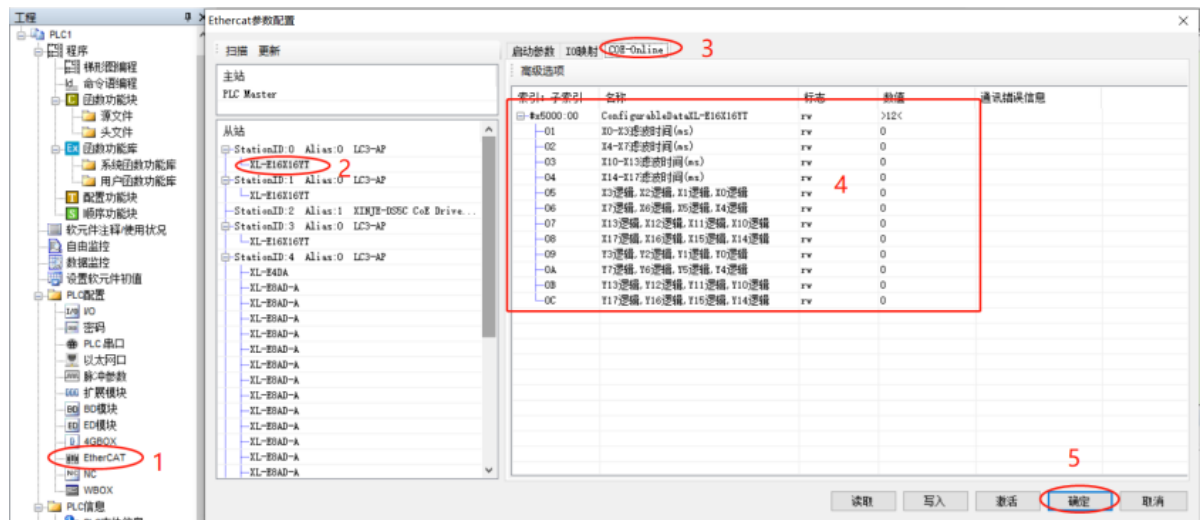 工程
PLC1
程序
梯形图编程
命令语编程
函数功能块
源文件
头文件
函数功能库
系统函数功能库
用户函数功能库
配置功能块
顺序功能块
软元件注释/使用状况
自由监控
数据监控
设置软元件初值
PLC配置
I/O
密码
PLC 串口
以太网口
脉冲参数
扩展模块
BD模块
ED模块
4GBOX
EtherCAT
1
NC
WBOX
PLC信息
Ethercat参数配置
扫描 更新
主站
PLC Master
从站
StationID:0 Alias:0 LC3-AP
XL-E16X16YT
2
StationID:1 Alias:0 LC3-AP
XL-E16X16YT
StationID:2 Alias:1 XINJE-DS5C CoE Drive...
StationID:3 Alias:0 LC3-AP
XL-E16X16YT
StationID:4 Alias:0 LC3-AP
XL-E4DA
XL-E8AD-A
XL-E8AD-A
XL-E8AD-A
XL-E8AD-A
XL-E8AD-A
XL-E8AD-A
XL-E8AD-A
XL-E8AD-A
XL-E8AD-A
XL-E8AD-A
XL-E8AD-A
XL-E8AD-A
XL-E8AD-A
启动参数 IO映射 COE-Online
3
高级选项
索引: 子索引 名称 标志 数值 通讯错误信息
#x5000:00 ConfigurableDataXL-E16X16YT rw >12<
01 X0-X3滤波时间(ms) rw 0
02 X4-X7滤波时间(ms) rw 0
03 X10-X13滤波时间(ms) rw 0
04 X14-X17滤波时间(ms) rw 0
4
05 X3逻辑,X2逻辑,X1逻辑,X0逻辑 rw 0
06 X7逻辑,X6逻辑,X5逻辑,X4逻辑 rw 0
07 X13逻辑,X12逻辑,X11逻辑,X10逻辑 rw 0
08 X17逻辑,X16逻辑,X15逻辑,X14逻辑 rw 0
09 Y3逻辑,Y2逻辑,Y1逻辑,Y0逻辑 rw 0
0A Y7逻辑,Y6逻辑,Y5逻辑,Y4逻辑 rw 0
0B Y13逻辑,Y12逻辑,Y11逻辑,Y10逻辑 rw 0
0C Y17逻辑,Y16逻辑,Y15逻辑,Y14逻辑 rw 0
5
读取 写入 激活 确定 取消